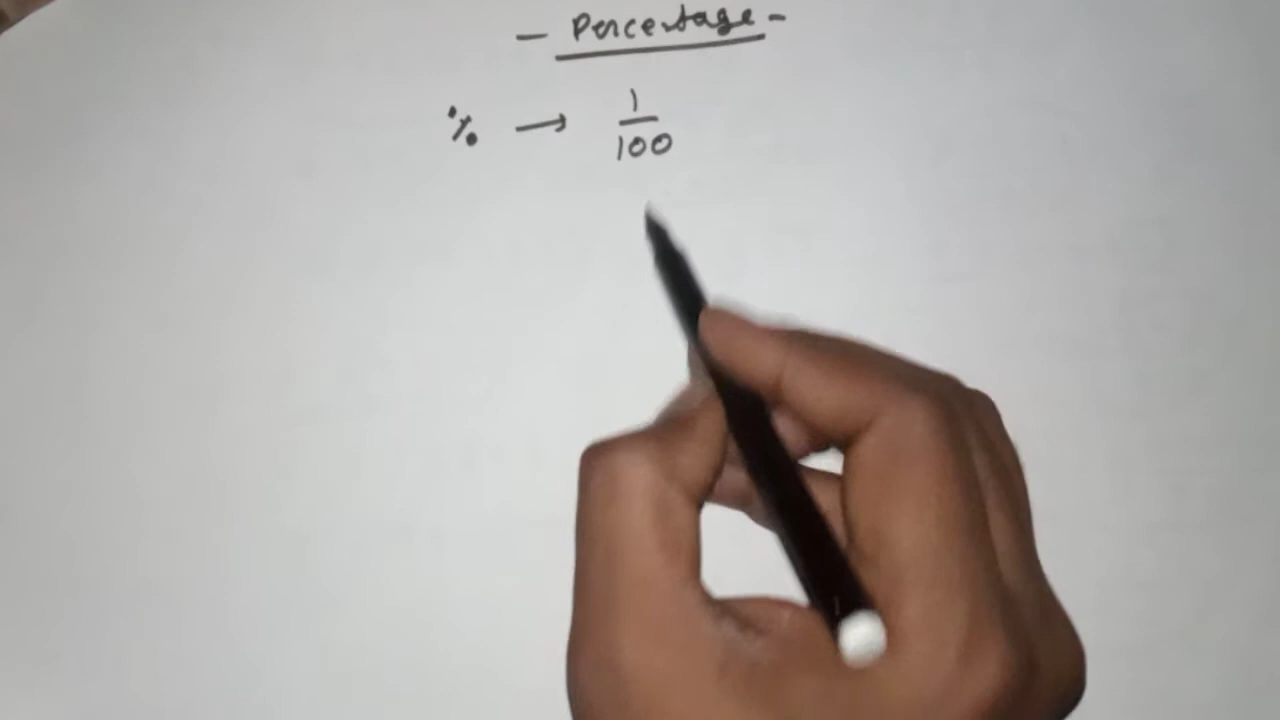 - Percentage -
% → 1/100